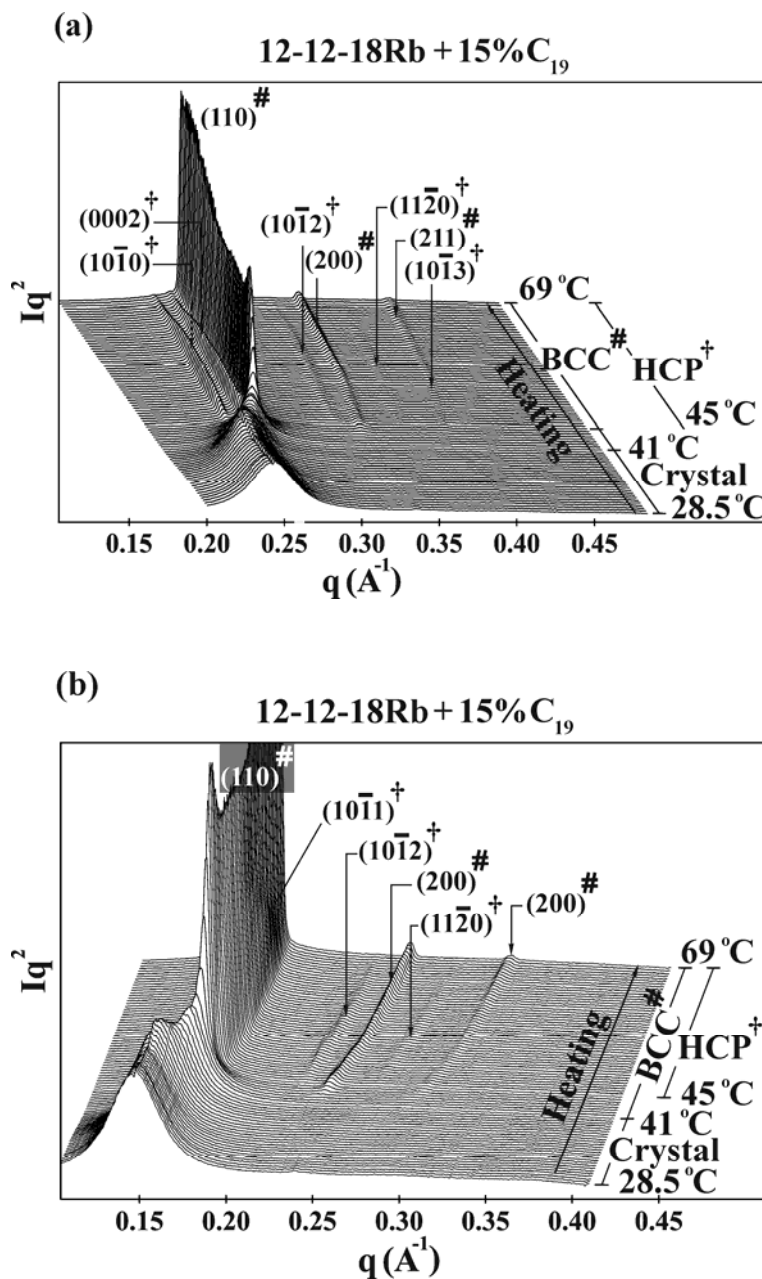 (a)
12-12-18Rb + 15%C₁₉
(110)#
(0002)†
(101̄0)†
(101̄2)†
(200)#
(112̄0)†
(211)#
(101̄3)†
Iq²
Heating
69 °C
BCC#
HCP†
45 °C
41 °C
Crystal
28.5 °C
0.15 0.20 0.25 0.30 0.35 0.40 0.45
q (A⁻¹)
(b)
12-12-18Rb + 15%C₁₉
(110)#
(101̄1)†
(101̄2)†
(200)#
(112̄0)†
(200)#
Iq²
Heating
69 °C
BCC#
HCP†
45 °C
41 °C
Crystal
28.5 °C
0.15 0.20 0.25 0.30 0.35 0.40 0.45
q (A⁻¹)